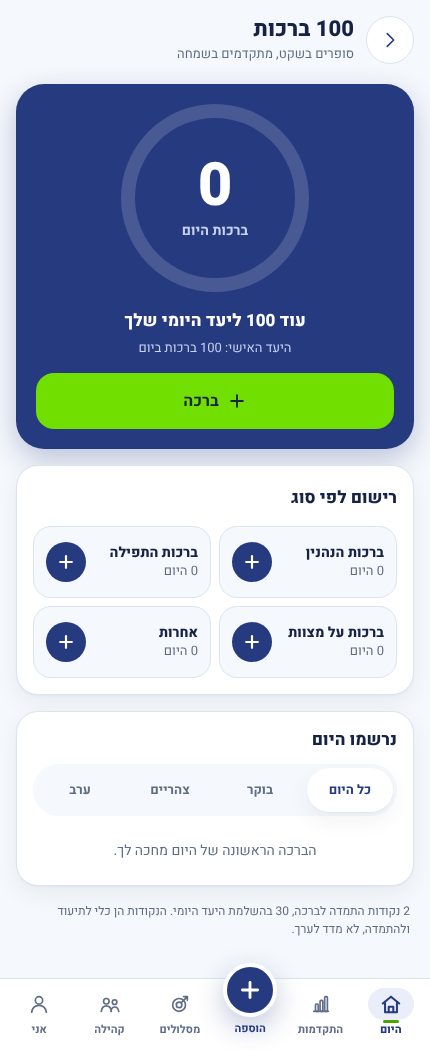 100 ברכות
סופרים בשקט, מתקדמים בשמחה
0
ברכות היום
עוד 100 ליעד היומי שלך
היעד האישי: 100 ברכות ביום
ברכה
רישום לפי סוג
ברכות הנהנין
0 היום
ברכות התפילה
0 היום
ברכות על מצוות
0 היום
אחרות
0 היום
נרשמו היום
כל היום
בוקר
צהריים
ערב
הברכה הראשונה של היום מחכה לך.
2 נקודות התמדה לברכה, 30 בהשלמת היעד היומי. הנקודות הן כלי לתיעוד
ולהתמדה, לא מדד לערך.
היום
התקדמות
הוספה
מסלולים
קהילה
אני